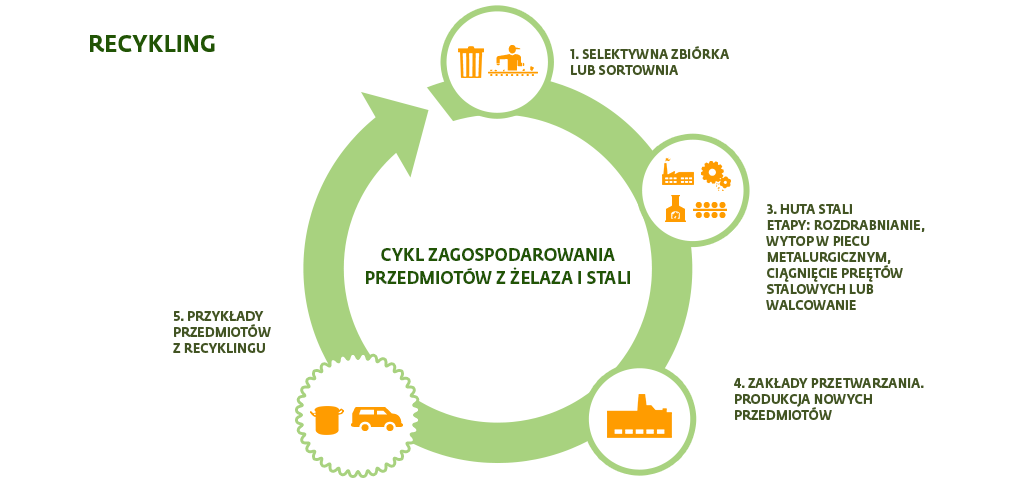 RECYKLING
1. SELEKTYWNA ZBIÓRKA
LUB SORTOWNIA
3. HUTA STALI
ETAPY: ROZDRABNIANIE,
WYTOP W PIECU
METALURGICZNYM,
CIĄGNIĘCIE PREĘTÓW
STALOWYCH LUB
WALCOWANIE
CYKL ZAGOSPODAROWANIA
PRZEDMIOTÓW Z ŻELAZA I STALI
4. ZAKŁADY PRZETWARZANIA.
PRODUKCJA NOWYCH
PRZEDMIOTÓW
5. PRZYKŁADY
PRZEDMIOTÓW
Z RECYKLINGU